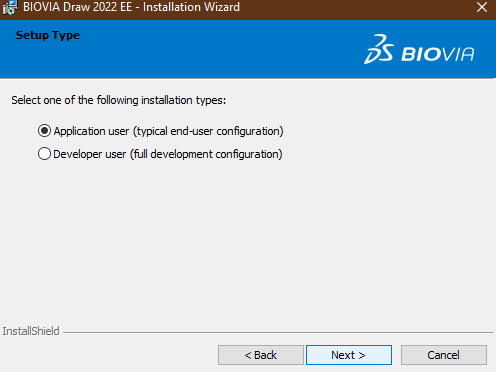 BIOVIA Draw 2022 EE - Installation Wizard
Setup Type
BIOVIA
Select one of the following installation types:
Application user (typical end-user configuration)
Developer user (full development configuration)
InstallShield
< Back
Next >
Cancel